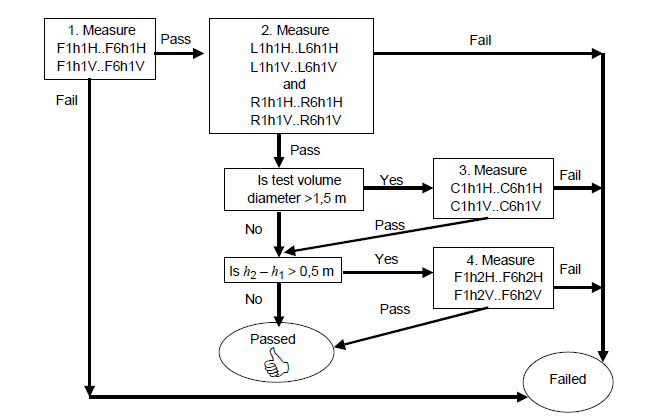 1. Measure
F1h1H..F6h1H
F1h1V..F6h1V
Pass
2. Measure
L1h1H..L6h1H
L1h1V..L6h1V
and
R1h1H..R6h1H
R1h1V..R6h1V
Fail
Fail
Pass
Is test volume
diameter >1,5 m
Yes
3. Measure
C1h1H..C6h1H
C1h1V..C6h1V
Fail
No
Pass
Is h₂ – h₁ > 0,5 m
Yes
4. Measure
F1h2H..F6h2H
F1h2V..F6h2V
Fail
No
Pass
Passed
Failed